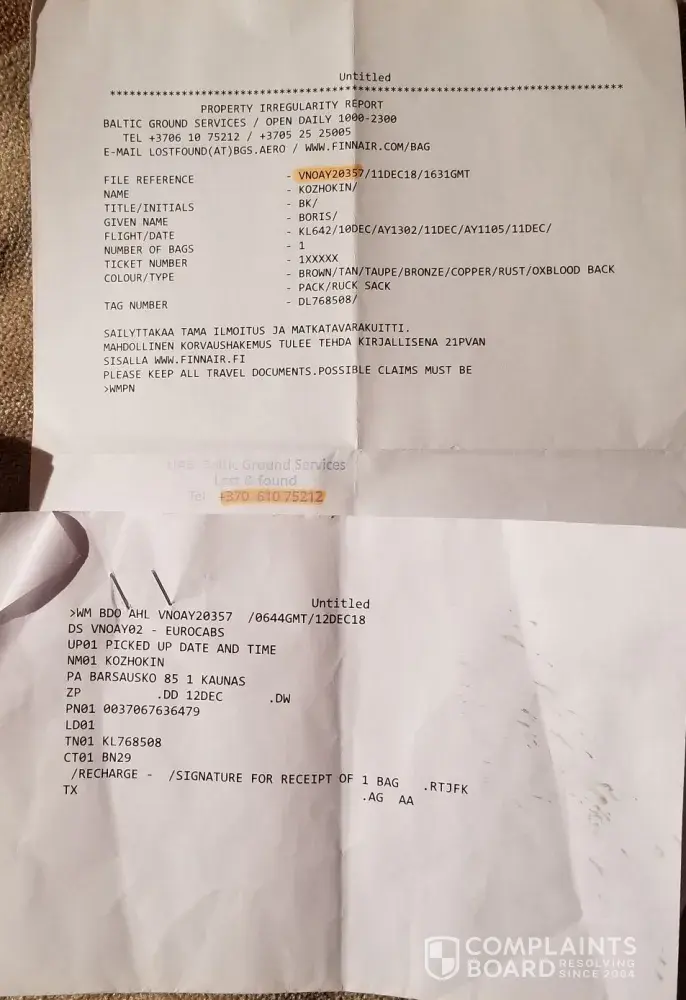 Untitled
*******************************************************************************
PROPERTY IRREGULARITY REPORT
BALTIC GROUND SERVICES / OPEN DAILY 1000-2300
TEL +3706 10 75212 / +3705 25 25005
E-MAIL LOSTFOUND(AT)BGS.AERO / WWW.FINNAIR.COM/BAG
FILE REFERENCE - VNOAY20357/11DEC18/1631GMT
NAME - KOZHOKIN/
TITLE/INITIALS - BK/
GIVEN NAME - BORIS/
FLIGHT/DATE - KL642/10DEC/AY1302/11DEC/AY1105/11DEC/
NUMBER OF BAGS - 1
TICKET NUMBER - 1XXXXX
COLOUR/TYPE - BROWN/TAN/TAUPE/BRONZE/COPPER/RUST/OXBLOOD BACK
- PACK/RUCK SACK
TAG NUMBER - DL768508/
SAILYTTAKAA TAMA ILMOITUS JA MATKATAVARAKUITTI.
MAHDOLLINEN KORVAUSHAKEMUS TULEE TEHDA KIRJALLISENA 21PVAN
SISALLA WWW.FINNAIR.FI
PLEASE KEEP ALL TRAVEL DOCUMENTS.POSSIBLE CLAIMS MUST BE
>WMPN
UAB Baltic Ground Services
Lost & found
Tel +370 610 75212
Untitled
>WM BDO AHL VNOAY20357 /0644GMT/12DEC18
DS VNOAY02 - EUROCABS
UP01 PICKED UP DATE AND TIME
NM01 KOZHOKIN
PA BARSAUSKO 85 1 KAUNAS
ZP .DD 12DEC .DW
PN01 0037067636479
LD01
TN01 KL768508
CT01 BN29
/RECHARGE - /SIGNATURE FOR RECEIPT OF 1 BAG .RTJFK
TX .AG AA
COMPLAINTS
BOARD RESOLVING
SINCE 2004